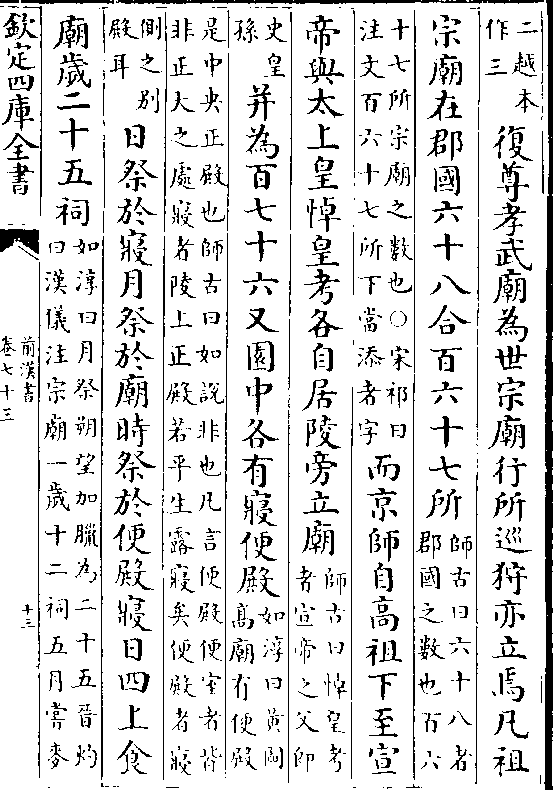 二越本
作三
復尊孝武廟為世宗廟行所巡狩亦立焉凡祖
宗廟在郡國六十八合百六十七所
師古曰六十八者
郡國之數也百六
十七所宗廟之數也○宋祁曰
注文百六十七所下當添者字
而京師自高祖下至宣
帝與太上皇悼皇考各自居陵旁立廟
師古曰悼皇考
者宣帝之父即
史皇
孫
并為百七十六又園中各有寢便殿
如淳曰黃圖
高廟有便殿
是中央正殿也師古曰如說非也凡言便殿便室者皆
非正大之處寢者陵上正殿若平生露寢矣便殿者寢
側之别
殿耳
日祭於寢月祭於廟時祭於便殿寢日四上食
廟歲二十五祠
如淳曰月祭朔望加臘為二十五晉灼
曰漢儀注宗廟一歲十二祠五月嘗麥
欽定四庫全書
前漢書
卷七十三
十三